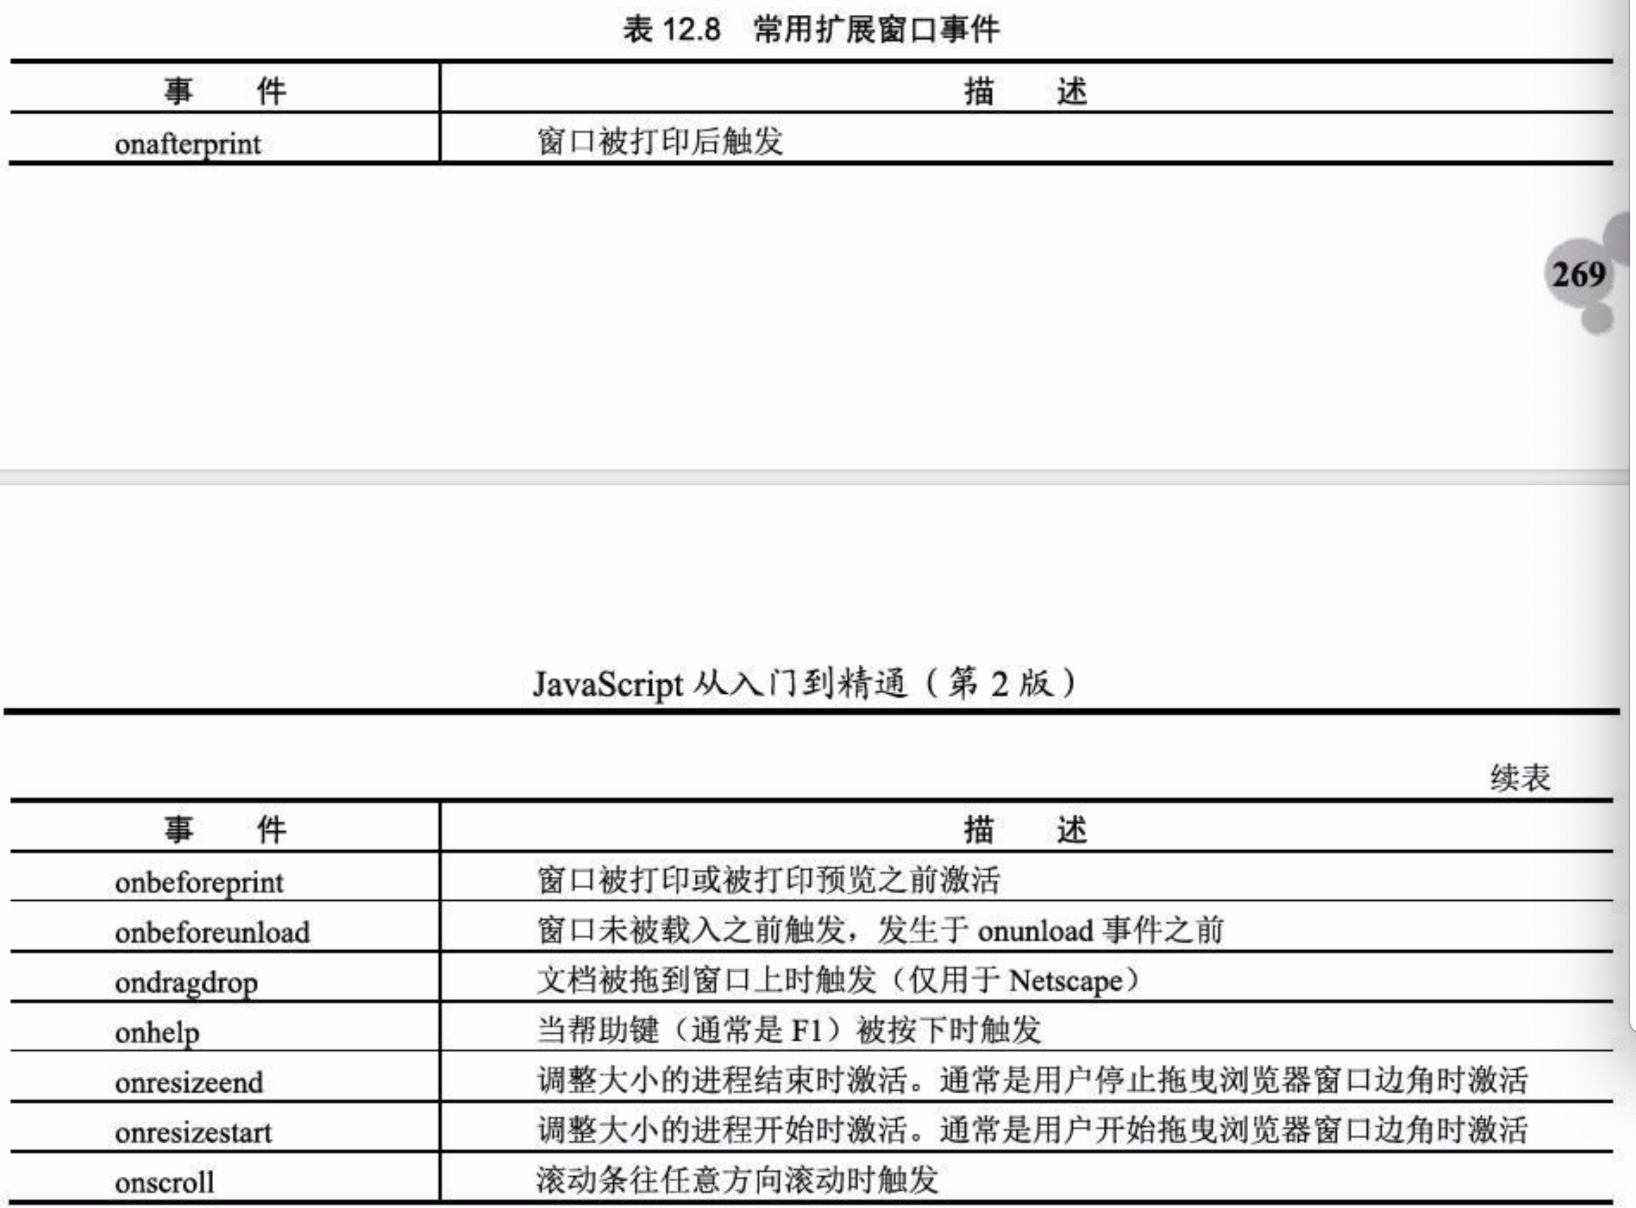 表 12.8 常用扩展窗口事件
事 件 描 述
onafterprint 窗口被打印后触发
269
JavaScript 从入门到精通（第 2 版）
续表
事 件 描 述
onbeforeprint 窗口被打印或被打印预览之前激活
onbeforeunload 窗口未被载入之前触发，发生于 onunload 事件之前
ondragdrop 文档被拖到窗口上时触发（仅用于 Netscape）
onhelp 当帮助键（通常是 F1）被按下时触发
onresizeend 调整大小的进程结束时激活。通常是用户停止拖曳浏览器窗口边角时激活
onresizestart 调整大小的进程开始时激活。通常是用户开始拖曳浏览器窗口边角时激活
onscroll 滚动条往任意方向滚动时触发